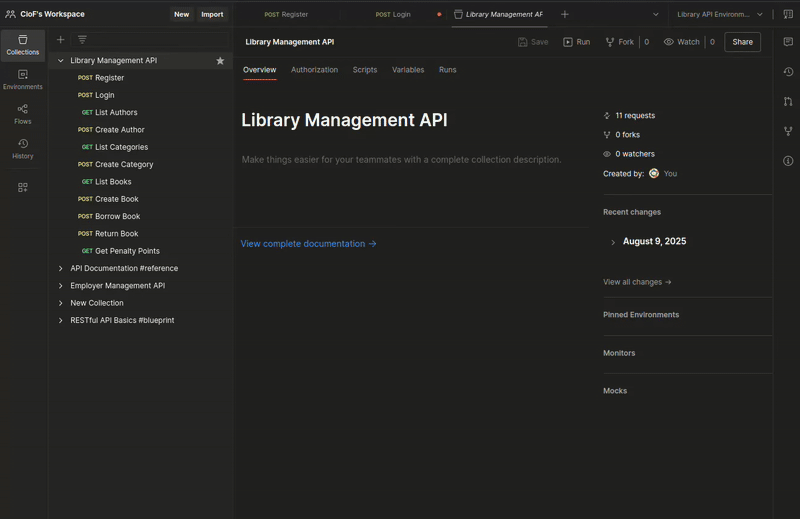 CioF's Workspace
New
Import
POST Register
POST Login
Library Management AP
Library API Environm...
Collections
Environments
Flows
History
Library Management API
POST Register
POST Login
GET List Authors
POST Create Author
GET List Categories
POST Create Category
GET List Books
POST Create Book
POST Borrow Book
POST Return Book
GET Get Penalty Points
API Documentation #reference
Employer Management API
New Collection
RESTful API Basics #blueprint
Library Management API
Save
Run
Fork 0
Watch 0
Share
Overview
Authorization
Scripts
Variables
Runs
Library Management API
Make things easier for your teammates with a complete collection description.
View complete documentation →
11 requests
0 forks
0 watchers
Created by: You
Recent changes
August 9, 2025
View all changes →
Pinned Environments
Monitors
Mocks